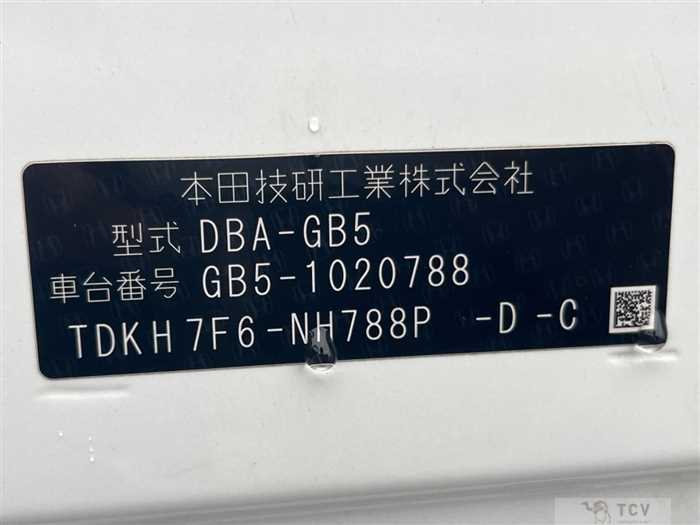 本田技研工業株式会社
型式 DBA-GB5
車台番号 GB5-1020788
TDKH7F6-NH788P -D-C
TCV